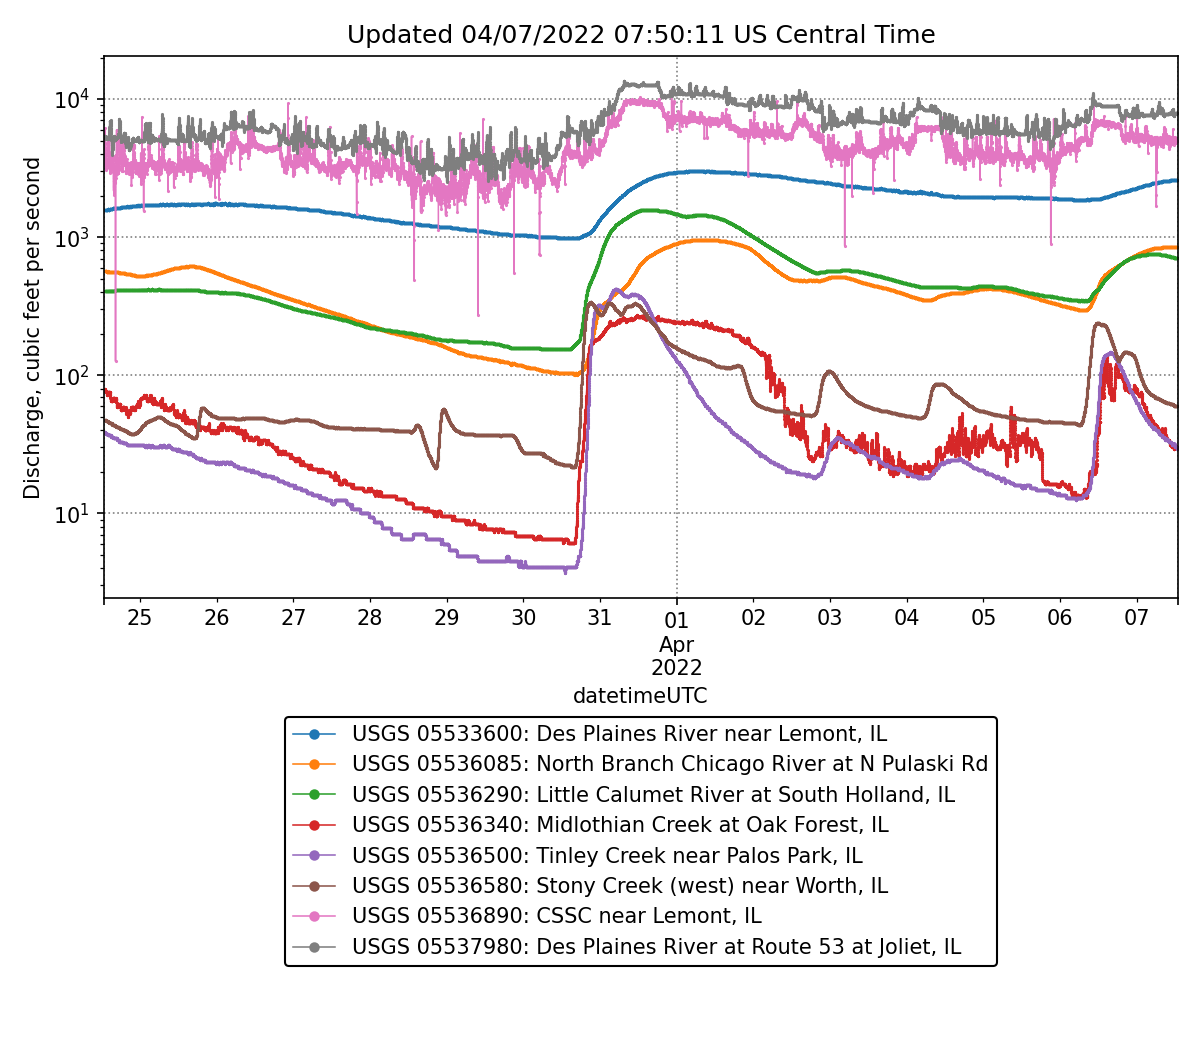 Updated 04/07/2022 07:50:11 US Central Time
Discharge, cubic feet per second
10⁴
10³
10²
10¹
25 26 27 28 29 30 31 01 02 03 04 05 06 07
Apr
2022
datetimeUTC
USGS 05533600: Des Plaines River near Lemont, IL
USGS 05536085: North Branch Chicago River at N Pulaski Rd
USGS 05536290: Little Calumet River at South Holland, IL
USGS 05536340: Midlothian Creek at Oak Forest, IL
USGS 05536500: Tinley Creek near Palos Park, IL
USGS 05536580: Stony Creek (west) near Worth, IL
USGS 05536890: CSSC near Lemont, IL
USGS 05537980: Des Plaines River at Route 53 at Joliet, IL